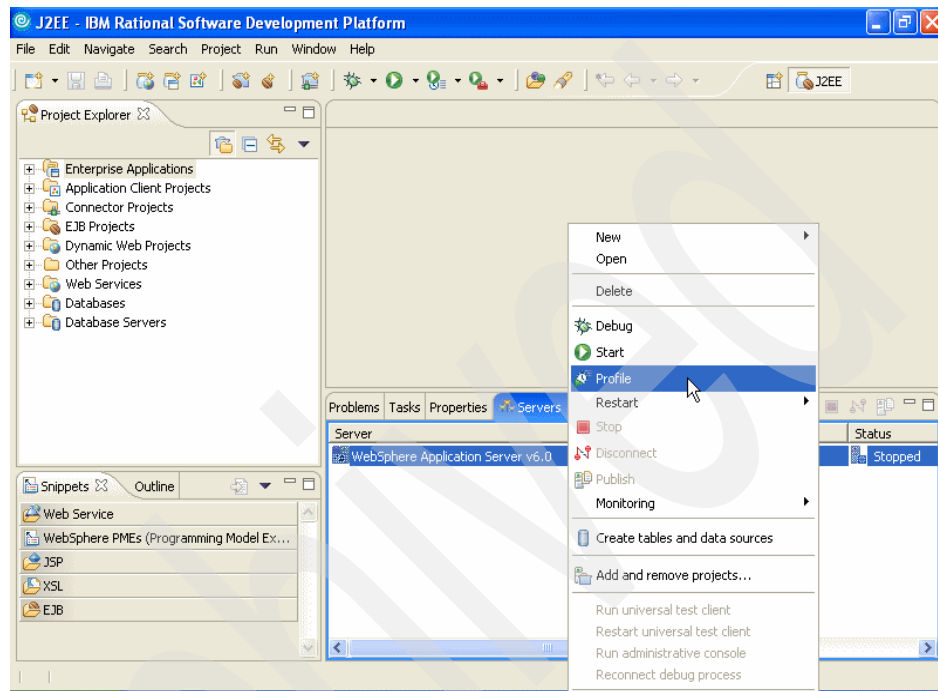 J2EE - IBM Rational Software Development Platform
File Edit Navigate Search Project Run Window Help
J2EE
Project Explorer
Enterprise Applications
Application Client Projects
Connector Projects
EJB Projects
Dynamic Web Projects
Other Projects
Web Services
Databases
Database Servers
New
Open
Delete
Debug
Start
Profile
Restart
Stop
Disconnect
Publish
Monitoring
Create tables and data sources
Add and remove projects...
Run universal test client
Restart universal test client
Run administrative console
Reconnect debug process
Problems Tasks Properties Servers
Server Status
WebSphere Application Server v6.0 Stopped
Snippets Outline
Web Service
WebSphere PMEs (Programming Model Ex...
JSP
XSL
EJB